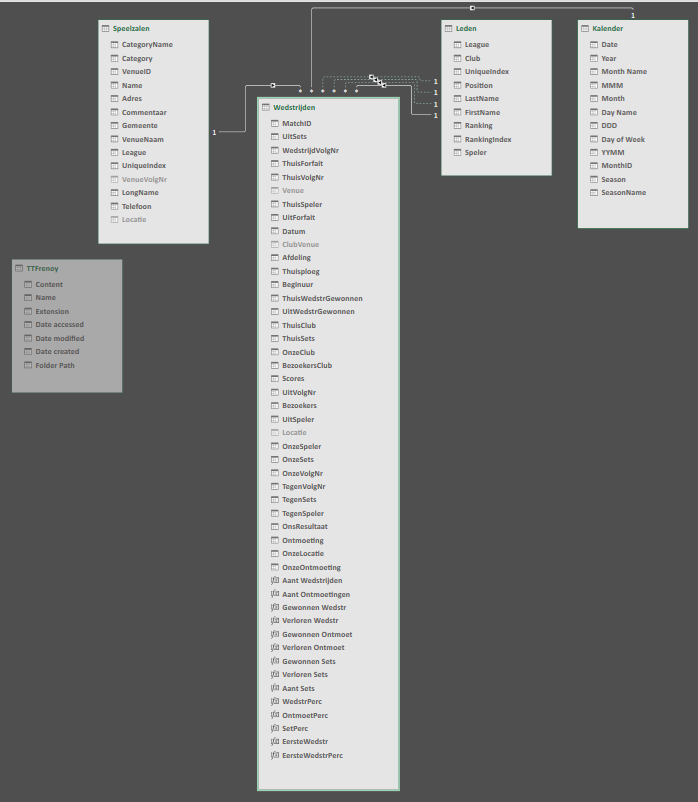 Speelzalen
CategoryName
Category
VenueID
Name
Adres
Commentaar
Gemeente
VenueNaam
League
UniqueIndex
VenueVolgNr
LongName
Telefoon
Locatie
1
TTFrenoy
Content
Name
Extension
Date accessed
Date modified
Date created
Folder Path
Wedstrijden
MatchID
UitSets
WedstrijdVolgNr
ThuisForfait
ThuisVolgNr
Venue
ThuisSpeler
UitForfait
Datum
ClubVenue
Afdeling
Thuisploeg
Beginuur
ThuisWedstrGewonnen
UitWedstrGewonnen
ThuisClub
ThuisSets
OnzeClub
BezoekersClub
Scores
UitVolgNr
Bezoekers
UitSpeler
Locatie
OnzeSpeler
OnzeSets
OnzeVolgNr
TegenVolgNr
TegenSets
TegenSpeler
OnsResultaat
Ontmoeting
OnzeLocatie
OnzeOntmoeting
Aant Wedstrijden
Aant Ontmoetingen
Gewonnen Wedstr
Verloren Wedstr
Gewonnen Ontmoet
Verloren Ontmoet
Gewonnen Sets
Verloren Sets
Aant Sets
WedstrPerc
OntmoetPerc
SetPerc
EersteWedstr
EersteWedstrPerc
1
1
1
1
Leden
League
Club
UniqueIndex
Position
LastName
FirstName
Ranking
RankingIndex
Speler
1
Kalender
Date
Year
Month Name
MMM
Month
Day Name
DDD
Day of Week
YYMM
MonthID
Season
SeasonName